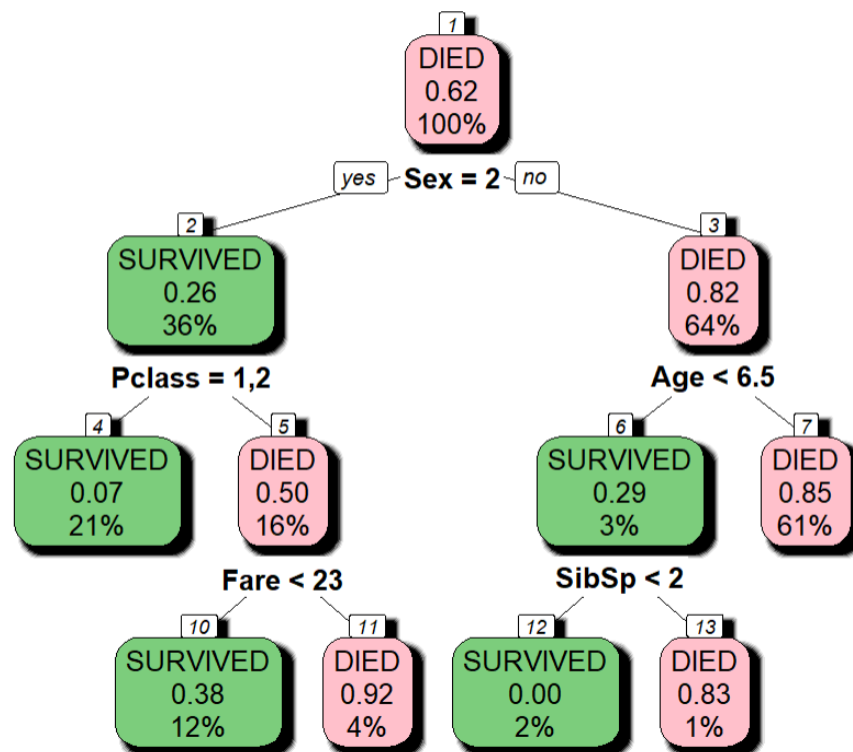 1
DIED
0.62
100%
yes Sex = 2 no
2
SURVIVED
0.26
36%
3
DIED
0.82
64%
Pclass = 1,2
Age < 6.5
4
SURVIVED
0.07
21%
5
DIED
0.50
16%
6
SURVIVED
0.29
3%
7
DIED
0.85
61%
Fare < 23
SibSp < 2
10
SURVIVED
0.38
12%
11
DIED
0.92
4%
12
SURVIVED
0.00
2%
13
DIED
0.83
1%